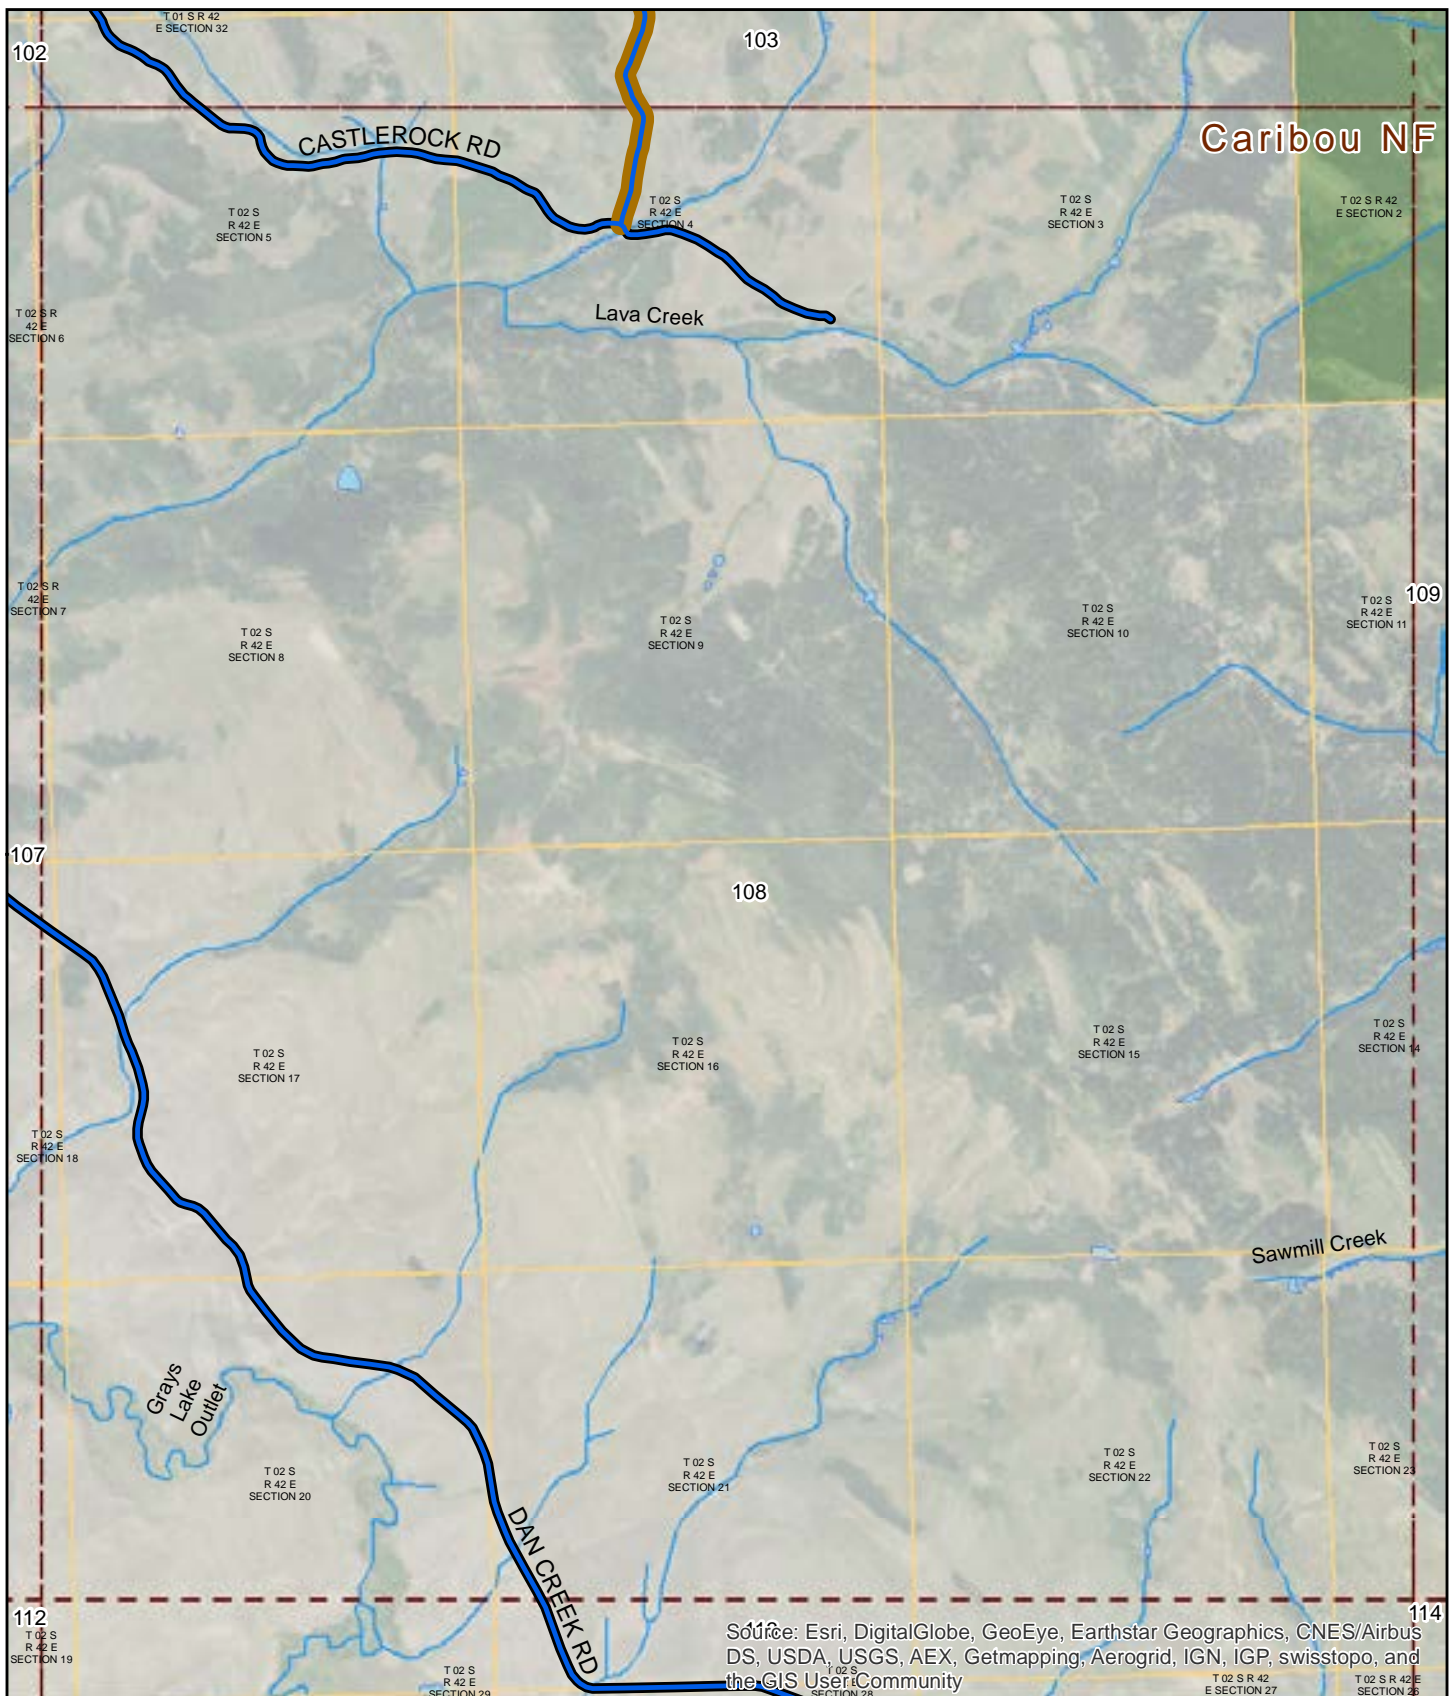 T 01 S R 42
E SECTION 32
102
103
CASTLEROCK RD
Caribou NF
T 02 S
R 42 E
SECTION 5
T 02 S
R 42 E
SECTION 4
T 02 S
R 42 E
SECTION 3
T 02 S R 42
E SECTION 2
T 02 S R
42 E
SECTION 6
Lava Creek
T 02 S R
42 E
SECTION 7
T 02 S
R 42 E
SECTION 8
T 02 S
R 42 E
SECTION 9
T 02 S
R 42 E
SECTION 10
T 02 S
R 42 E
SECTION 11
109
107
108
T 02 S
R 42 E
SECTION 17
T 02 S
R 42 E
SECTION 16
T 02 S
R 42 E
SECTION 15
T 02 S
R 42 E
SECTION 14
T 02 S
R 42 E
SECTION 18
Sawmill Creek
Grays
Lake
Outlet
T 02 S
R 42 E
SECTION 20
T 02 S
R 42 E
SECTION 21
T 02 S
R 42 E
SECTION 22
T 02 S
R 42 E
SECTION 23
DAN CREEK RD
112
114
T 02 S
R 42 E
SECTION 19
T 02 S
R 42 E
SECTION 29
T 02 S
SECTION 28
T 02 S R 42
E SECTION 27
T 02 S R 42 E
SECTION 26
Source: Esri, DigitalGlobe, GeoEye, Earthstar Geographics, CNES/Airbus
DS, USDA, USGS, AEX, Getmapping, Aerogrid, IGN, IGP, swisstopo, and
the GIS User Community